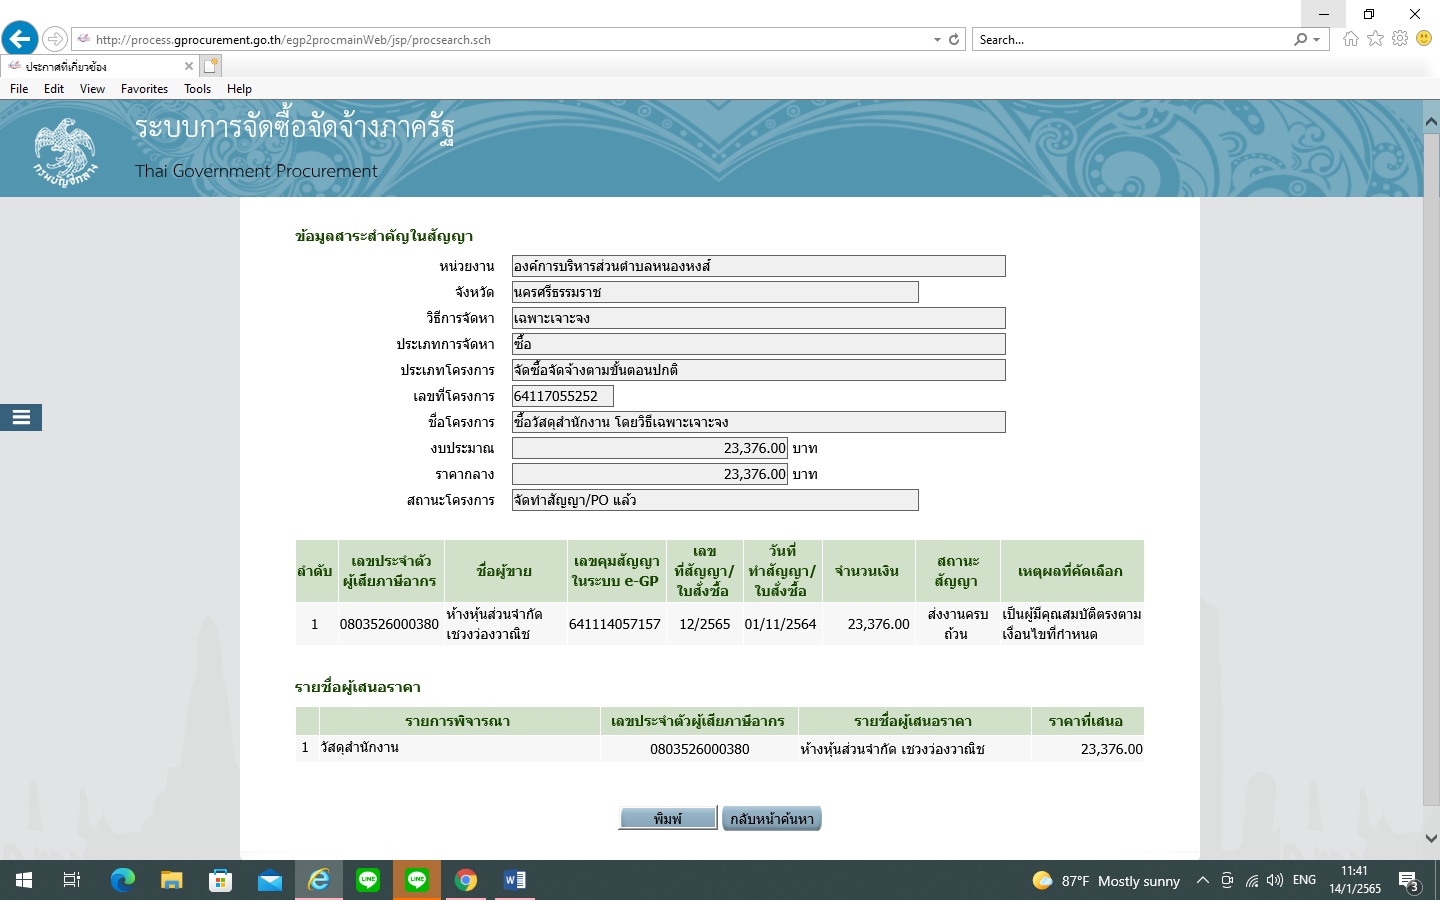 http://process.gprocurement.go.th/egp2procmainWeb/jsp/procsearch.sch
Search...
ประกาศที่เกี่ยวข้อง
File Edit View Favorites Tools Help
ระบบการจัดซื้อจัดจ้างภาครัฐ
Thai Government Procurement
กรมบัญชีกลาง
ข้อมูลสาระสำคัญในสัญญา
หน่วยงาน องค์การบริหารส่วนตำบลหนองหงส์
จังหวัด นครศรีธรรมราช
วิธีการจัดหา เฉพาะเจาะจง
ประเภทการจัดหา ซื้อ
ประเภทโครงการ จัดซื้อจัดจ้างตามขั้นตอนปกติ
เลขที่โครงการ 64117055252
ชื่อโครงการ ซื้อวัสดุสำนักงาน โดยวิธีเฉพาะเจาะจง
งบประมาณ 23,376.00 บาท
ราคากลาง 23,376.00 บาท
สถานะโครงการ จัดทำสัญญา/PO แล้ว
ลำดับ เลขประจำตัวผู้เสียภาษีอากร ชื่อผู้ขาย เลขคุมสัญญาในระบบ e-GP เลขที่สัญญา/ใบสั่งซื้อ วันที่ทำสัญญา/ใบสั่งซื้อ จำนวนเงิน สถานะสัญญา เหตุผลที่คัดเลือก
1 0803526000380 ห้างหุ้นส่วนจำกัด เชวงว่องวาณิช 641114057157 12/2565 01/11/2564 23,376.00 ส่งงานครบถ้วน เป็นผู้มีคุณสมบัติตรงตามเงื่อนไขที่กำหนด
รายชื่อผู้เสนอราคา
รายการพิจารณา เลขประจำตัวผู้เสียภาษีอากร รายชื่อผู้เสนอราคา ราคาที่เสนอ
1 วัสดุสำนักงาน 0803526000380 ห้างหุ้นส่วนจำกัด เชวงว่องวาณิช 23,376.00
พิมพ์ กลับหน้าค้นหา
87°F Mostly sunny ENG 11:41
14/1/2565 3